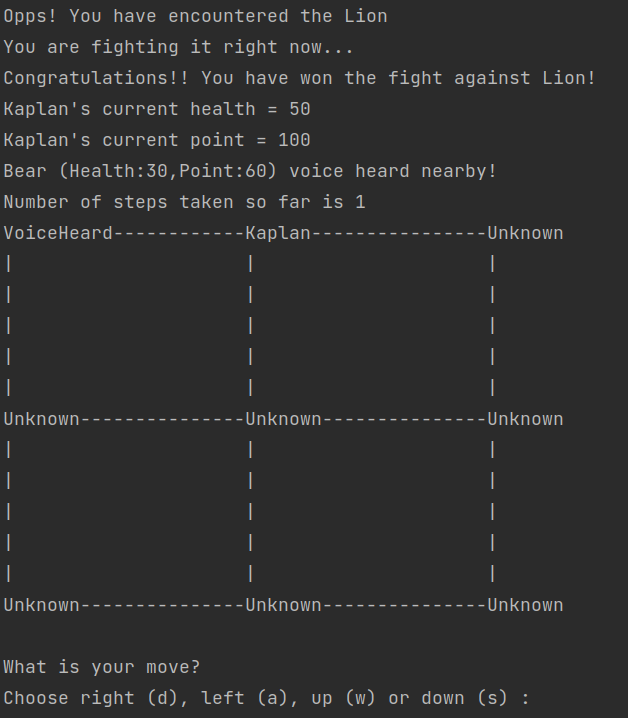 Opps! You have encountered the Lion
You are fighting it right now...
Congratulations!! You have won the fight against Lion!
Kaplan's current health = 50
Kaplan's current point = 100
Bear (Health:30,Point:60) voice heard nearby!
Number of steps taken so far is 1
VoiceHeard------------Kaplan----------------Unknown
|                     |                     |
|                     |                     |
|                     |                     |
|                     |                     |
|                     |                     |
Unknown---------------Unknown---------------Unknown
|                     |                     |
|                     |                     |
|                     |                     |
|                     |                     |
|                     |                     |
Unknown---------------Unknown---------------Unknown
What is your move?
Choose right (d), left (a), up (w) or down (s) :